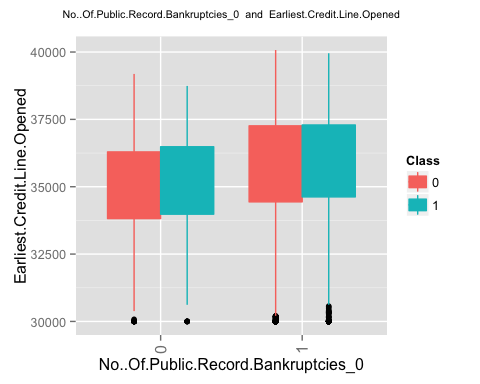 No..Of.Public.Record.Bankruptcies_0 and Earliest.Credit.Line.Opened
40000
37500
35000
32500
30000
Earliest.Credit.Line.Opened
0
1
No..Of.Public.Record.Bankruptcies_0
Class
0
1